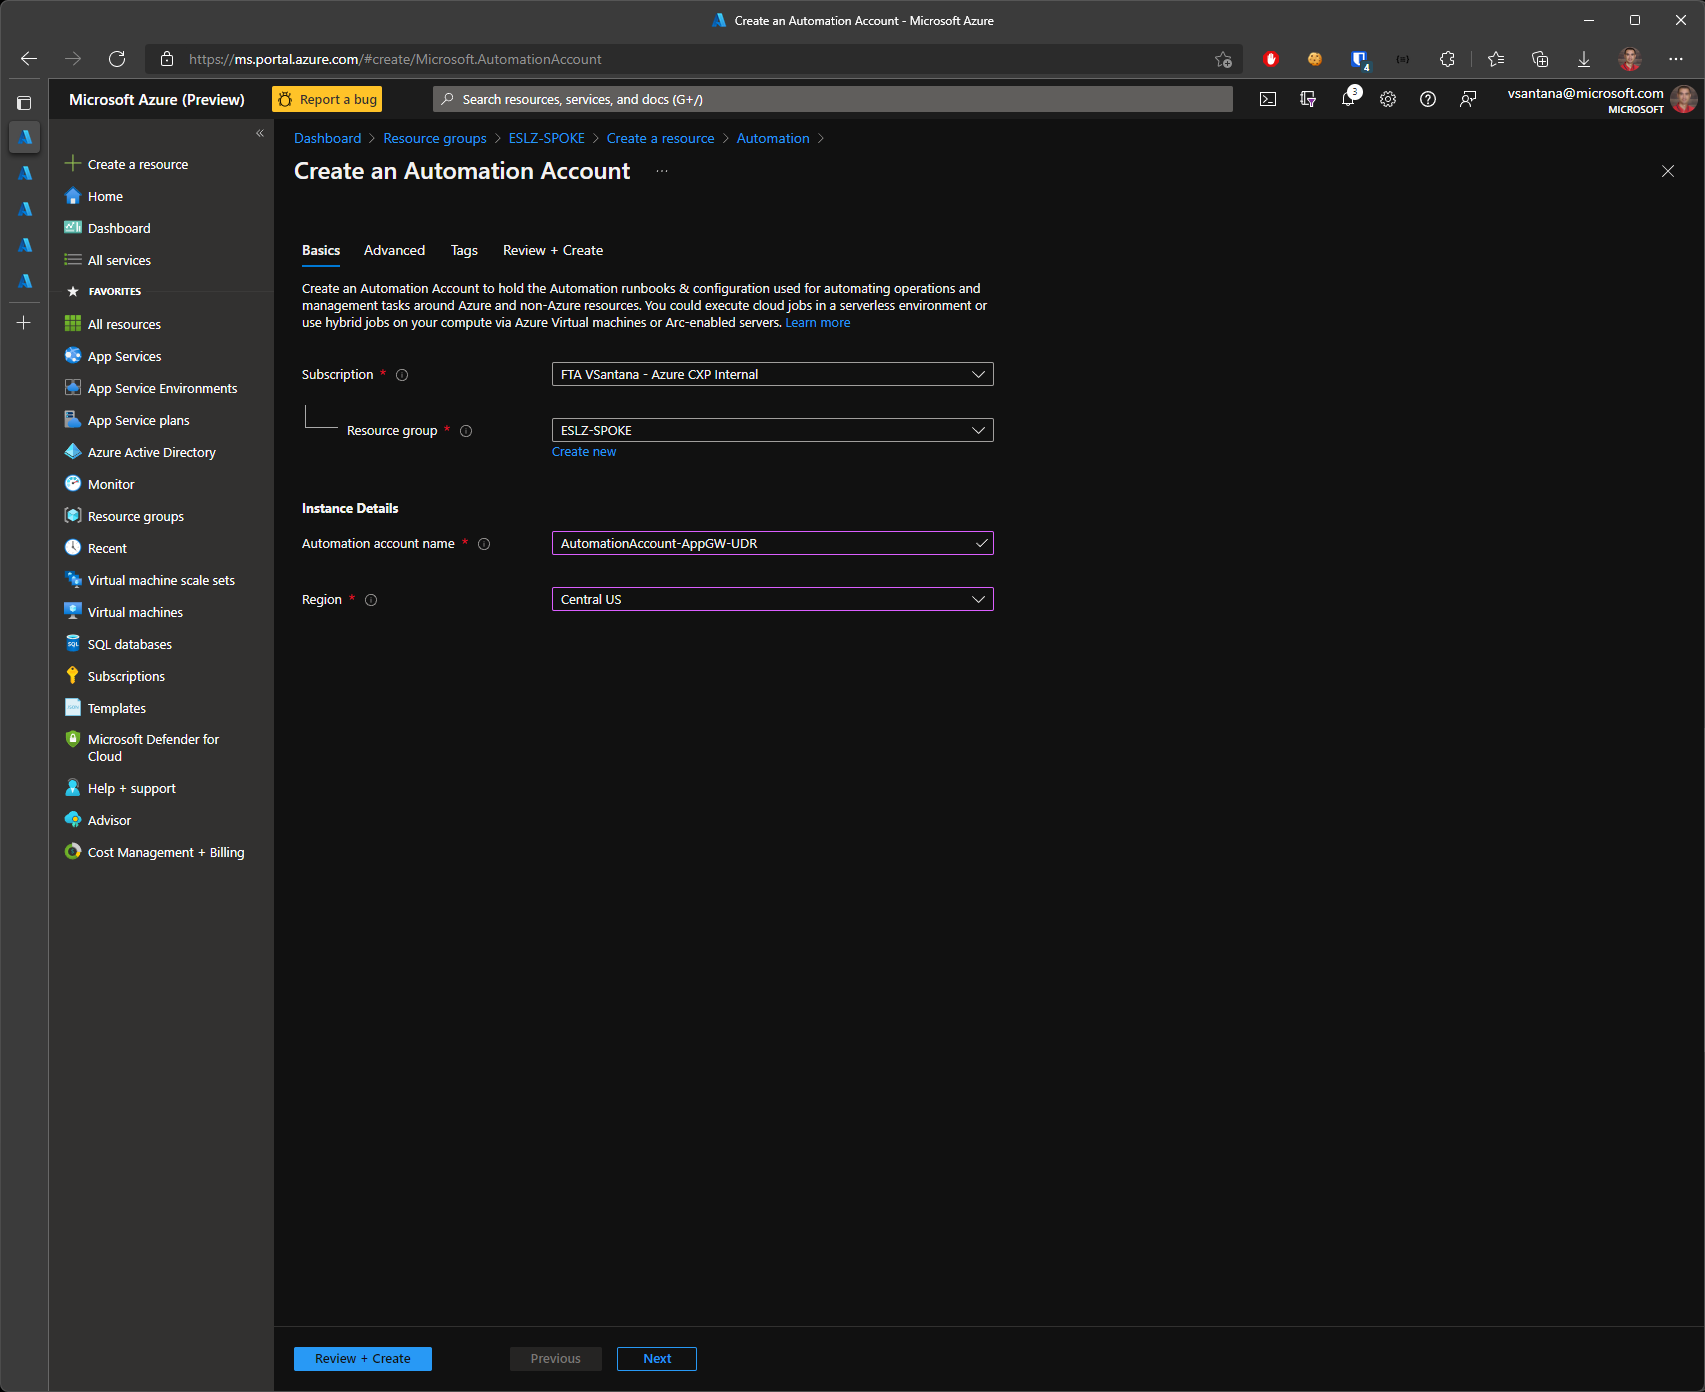 Create an Automation Account - Microsoft Azure
https://ms.portal.azure.com/#create/Microsoft.AutomationAccount
4
Microsoft Azure (Preview)
Report a bug
Search resources, services, and docs (G+/)
3
vsantana@microsoft.com
MICROSOFT
«
Create a resource
Home
Dashboard
All services
FAVORITES
All resources
App Services
App Service Environments
App Service plans
Azure Active Directory
Monitor
Resource groups
Recent
Virtual machine scale sets
Virtual machines
SQL databases
Subscriptions
Templates
Microsoft Defender for
Cloud
Help + support
Advisor
Cost Management + Billing
Dashboard > Resource groups > ESLZ-SPOKE > Create a resource > Automation >
Create an Automation Account ...
Basics Advanced Tags Review + Create
Create an Automation Account to hold the Automation runbooks & configuration used for automating operations and
management tasks around Azure and non-Azure resources. You could execute cloud jobs in a serverless environment or
use hybrid jobs on your compute via Azure Virtual machines or Arc-enabled servers. Learn more
Subscription * FTA VSantana - Azure CXP Internal
Resource group * ESLZ-SPOKE
Create new
Instance Details
Automation account name * AutomationAccount-AppGW-UDR
Region * Central US
Review + Create Previous Next